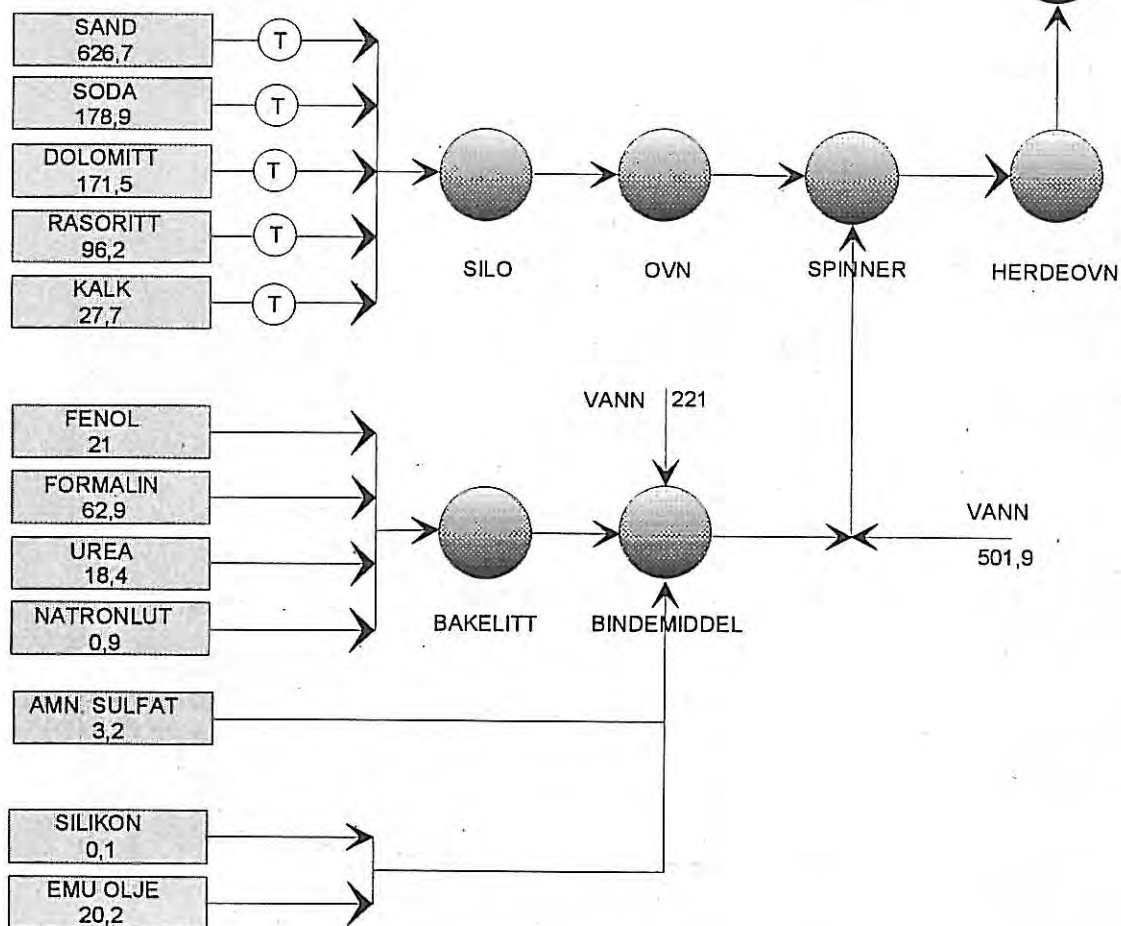 SAND
626,7
T
SODA
178,9
T
DOLOMITT
171,5
T
RASORITT
96,2
T
KALK
27,7
T
SILO
OVN
SPINNER
HERDEOVN
FENOL
21
FORMALIN
62,9
UREA
18,4
NATRONLUT
0,9
BAKELITT
VANN 221
BINDEMIDDEL
VANN
501,9
AMN. SULFAT
3,2
SILIKON
0,1
EMU OLJE
20,2